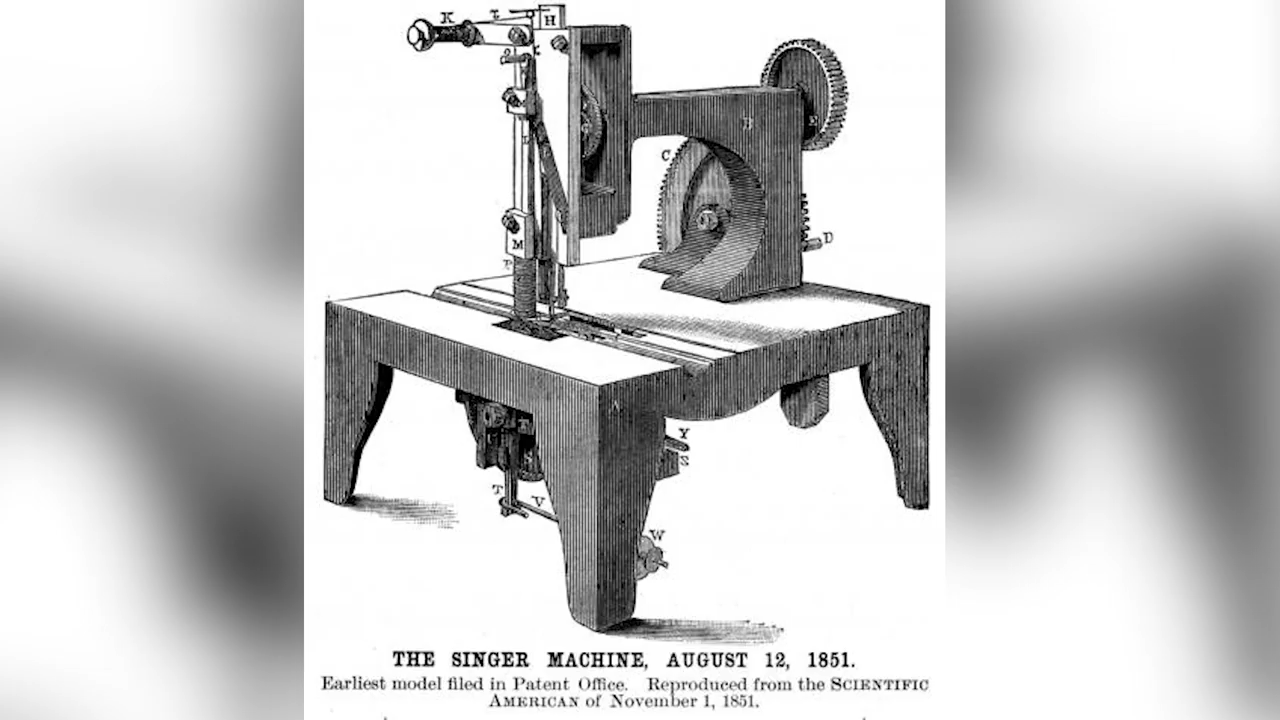 K
L
H
B
E
C
D
M
P
A
Y
S
T
V
W
THE SINGER MACHINE, AUGUST 12, 1851.
Earliest model filed in Patent Office. Reproduced from the SCIENTIFIC
AMERICAN of November 1, 1851.